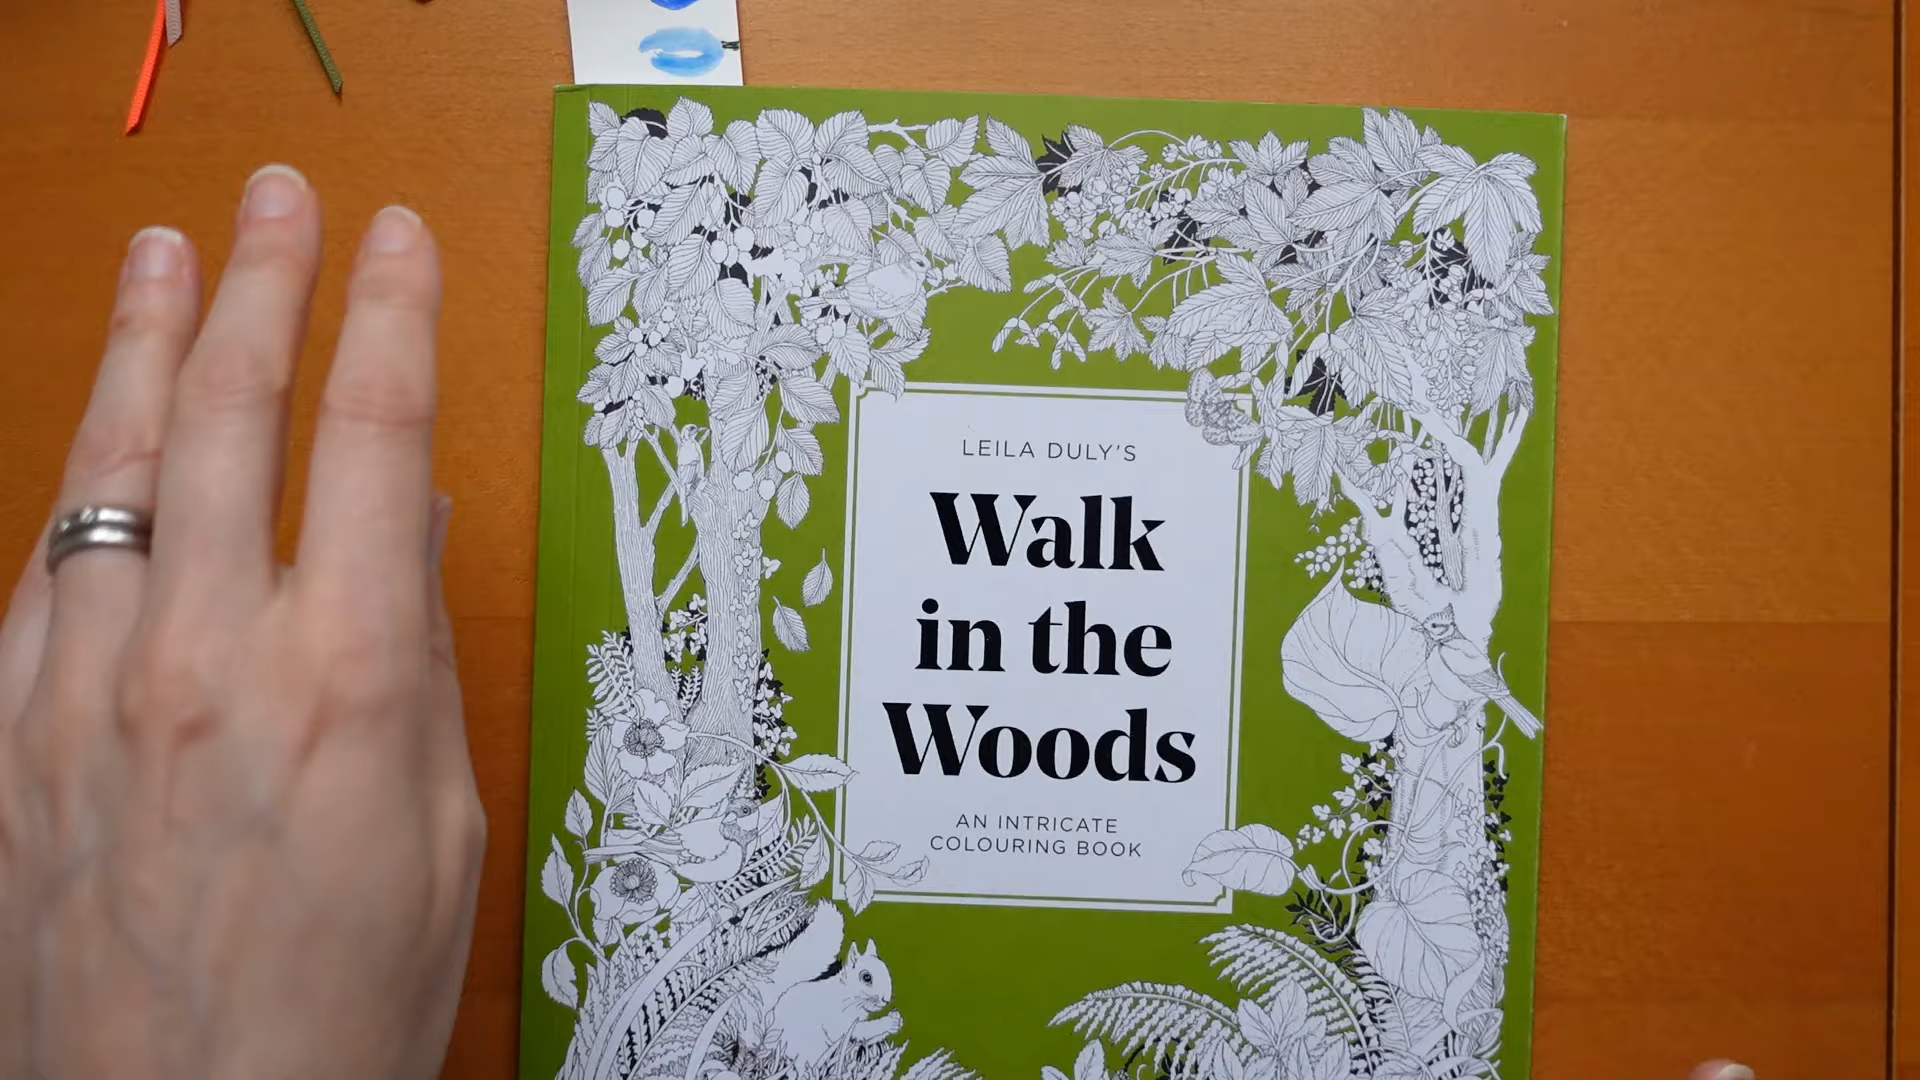 LEILA DULY'S
Walk
in the
Woods
AN INTRICATE
COLOURING BOOK